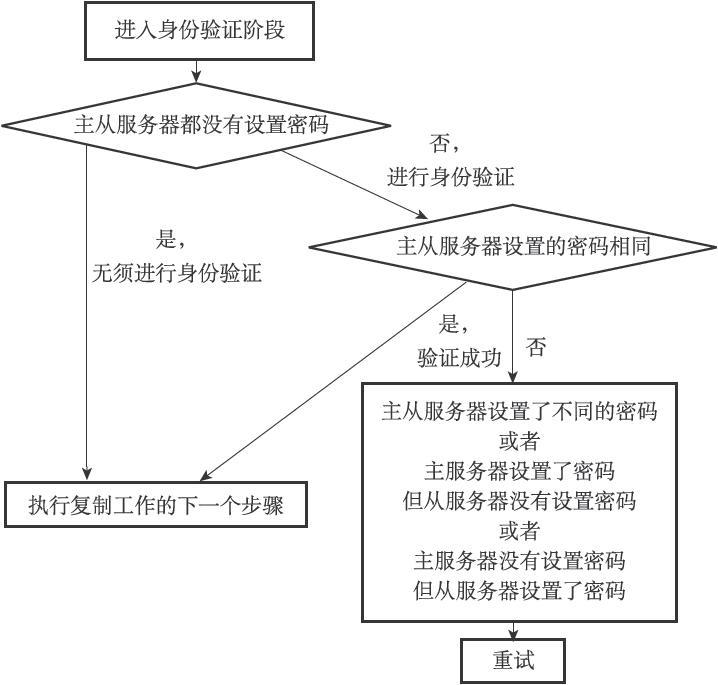 进入身份验证阶段
主从服务器都没有设置密码
否，
进行身份验证
是，
无须进行身份验证
主从服务器设置的密码相同
是，
验证成功
否
主从服务器设置了不同的密码
或者
主服务器设置了密码
但从服务器没有设置密码
或者
主服务器没有设置密码
但从服务器设置了密码
执行复制工作的下一个步骤
重试